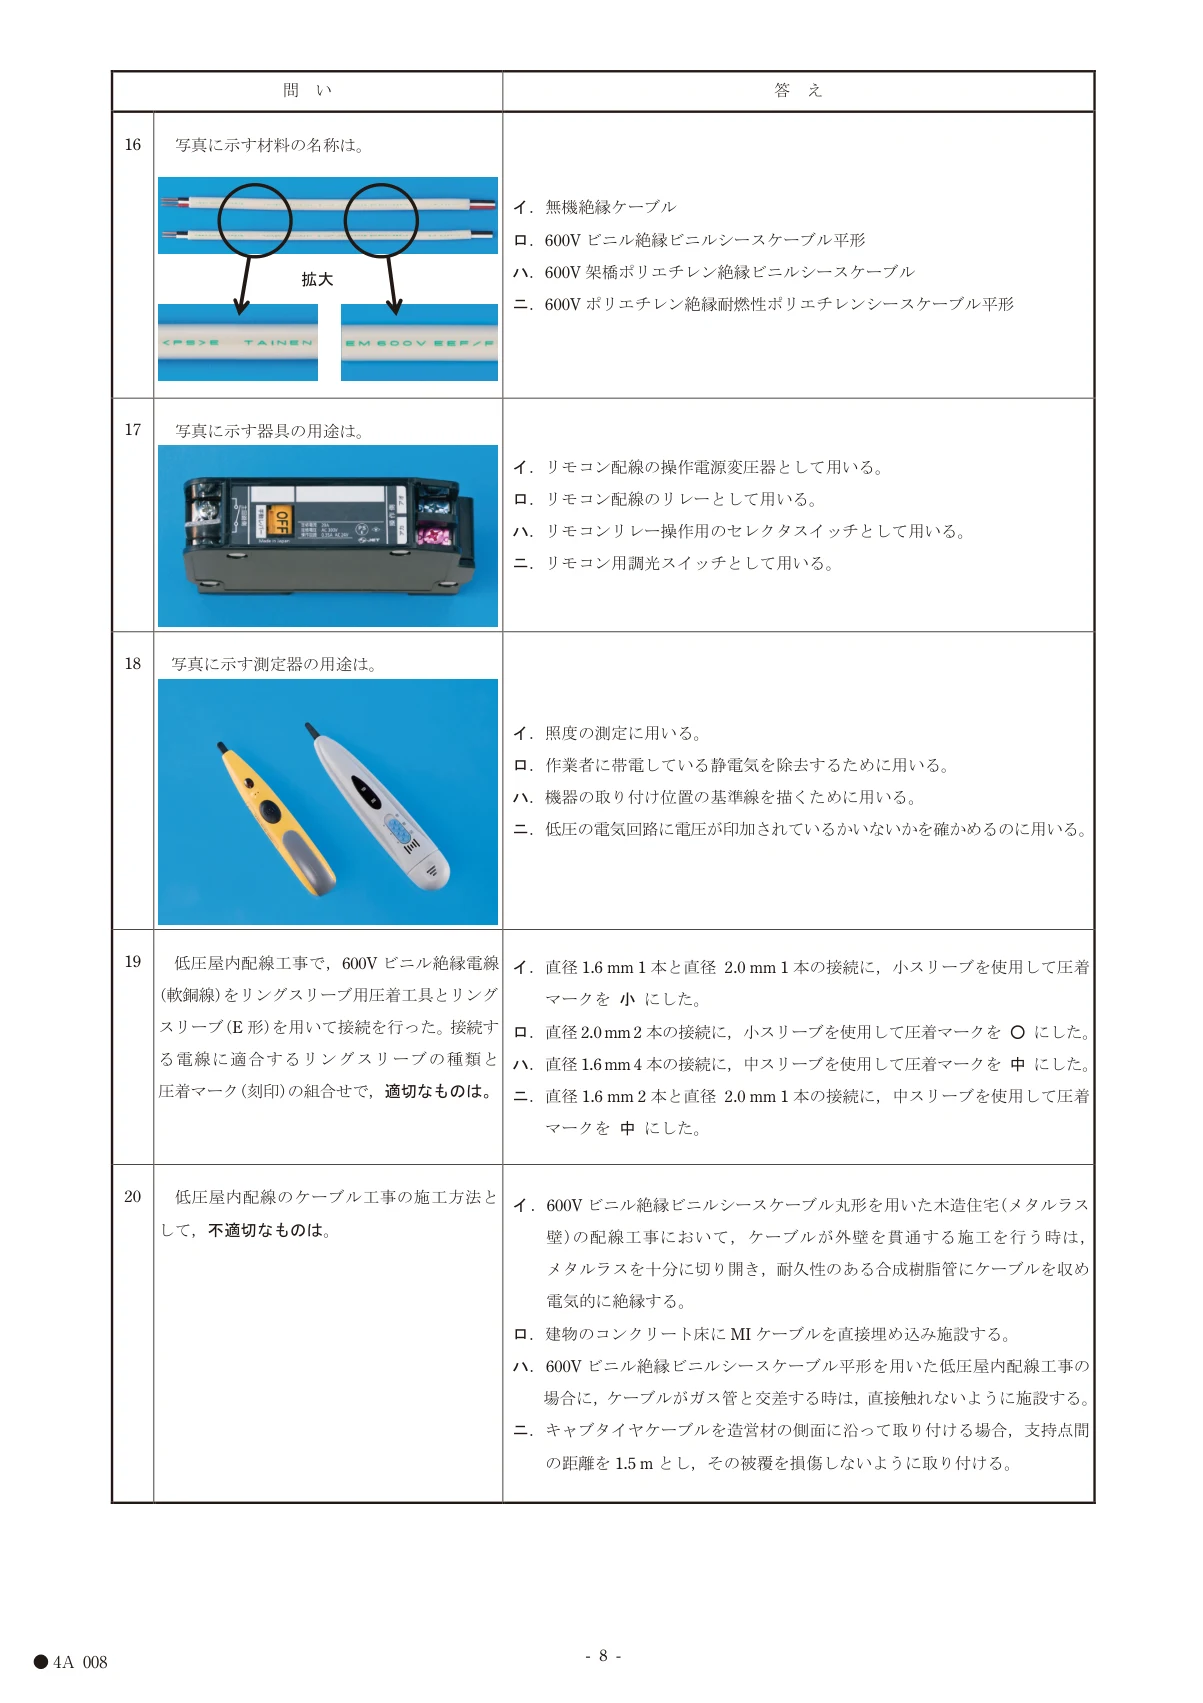 問い 答え
16 写真に示す材料の名称は。
拡大
<PS>E TAINEN
EM 600V EEF/F
イ．無機絶縁ケーブル
ロ．600V ビニル絶縁ビニルシースケーブル平形
ハ．600V 架橋ポリエチレン絶縁ビニルシースケーブル
ニ．600V ポリエチレン絶縁耐燃性ポリエチレンシースケーブル平形
17 写真に示す器具の用途は。
OFF
Made in Japan
JET
イ．リモコン配線の操作電源変圧器として用いる。
ロ．リモコン配線のリレーとして用いる。
ハ．リモコンリレー操作用のセレクタスイッチとして用いる。
ニ．リモコン用調光スイッチとして用いる。
18 写真に示す測定器の用途は。
イ．照度の測定に用いる。
ロ．作業者に帯電している静電気を除去するために用いる。
ハ．機器の取り付け位置の基準線を描くために用いる。
ニ．低圧の電気回路に電圧が印加されているかいないかを確かめるのに用いる。
19 低圧屋内配線工事で，600V ビニル絶縁電線
(軟銅線)をリングスリーブ用圧着工具とリング
スリーブ(E 形)を用いて接続を行った。接続す
る電線に適合するリングスリーブの種類と
圧着マーク(刻印)の組合せで，適切なものは。
イ．直径 1.6 mm 1 本と直径 2.0 mm 1 本の接続に，小スリーブを使用して圧着
マークを 小 にした。
ロ．直径 2.0 mm 2 本の接続に，小スリーブを使用して圧着マークを 〇 にした。
ハ．直径 1.6 mm 4 本の接続に，中スリーブを使用して圧着マークを 中 にした。
ニ．直径 1.6 mm 2 本と直径 2.0 mm 1 本の接続に，中スリーブを使用して圧着
マークを 中 にした。
20 低圧屋内配線のケーブル工事の施工方法と
して，不適切なものは。
イ．600V ビニル絶縁ビニルシースケーブル丸形を用いた木造住宅(メタルラス
壁)の配線工事において，ケーブルが外壁を貫通する施工を行う時は，
メタルラスを十分に切り開き，耐久性のある合成樹脂管にケーブルを収め
電気的に絶縁する。
ロ．建物のコンクリート床に MI ケーブルを直接埋め込み施設する。
ハ．600V ビニル絶縁ビニルシースケーブル平形を用いた低圧屋内配線工事の
場合に，ケーブルがガス管と交差する時は，直接触れないように施設する。
ニ．キャブタイヤケーブルを造営材の側面に沿って取り付ける場合，支持点間
の距離を 1.5 m とし，その被覆を損傷しないように取り付ける。
●4A 008
- 8 -